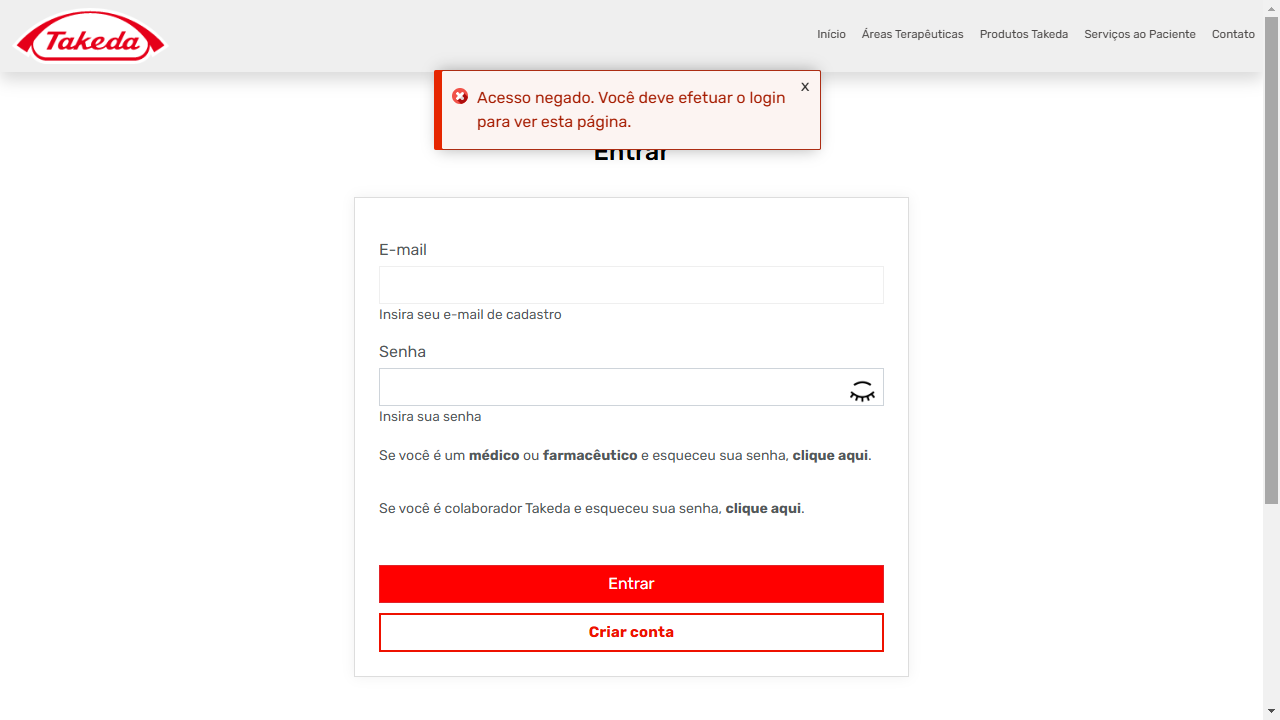 Takeda
Início Áreas Terapêuticas Produtos Takeda Serviços ao Paciente Contato
Acesso negado. Você deve efetuar o login
para ver esta página.
x
Entrar
E-mail
Insira seu e-mail de cadastro
Senha
Insira sua senha
Se você é um médico ou farmacêutico e esqueceu sua senha, clique aqui.
Se você é colaborador Takeda e esqueceu sua senha, clique aqui.
Entrar
Criar conta